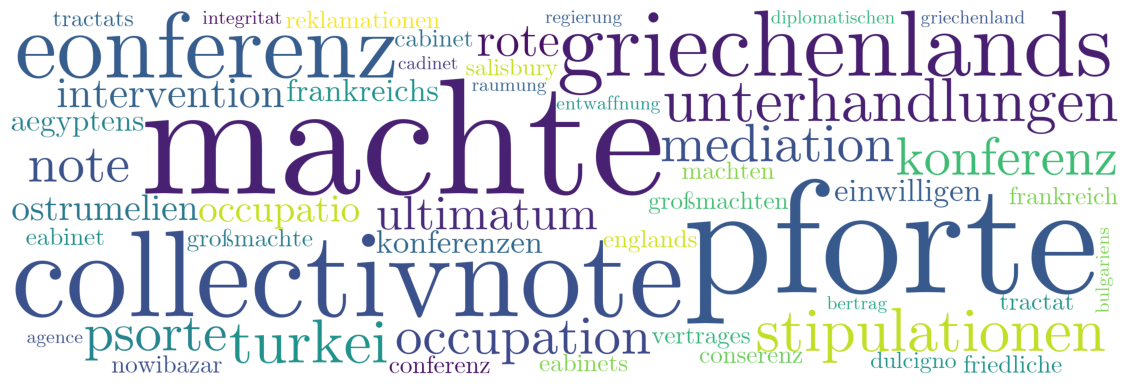 tractats integritat reklamationen regierung diplomatischen griechenland
eonferenz cabinet rote griechenlands
cadinet salisbury
intervention frankreichs raumung entwaffnung unterhandlungen
aegyptens machte mediation konferenz
note machten einwilligen
ostrumelien occupatio ultimatum großmachten frankreich
eabinet großmachte konferenzen englands pforte bulgariens
collectivnote bertrag tractat
agence psorte turkei occupation vertrages stipulationen
nowibazar conferenz eabinets conserenz dulcigno friedliche